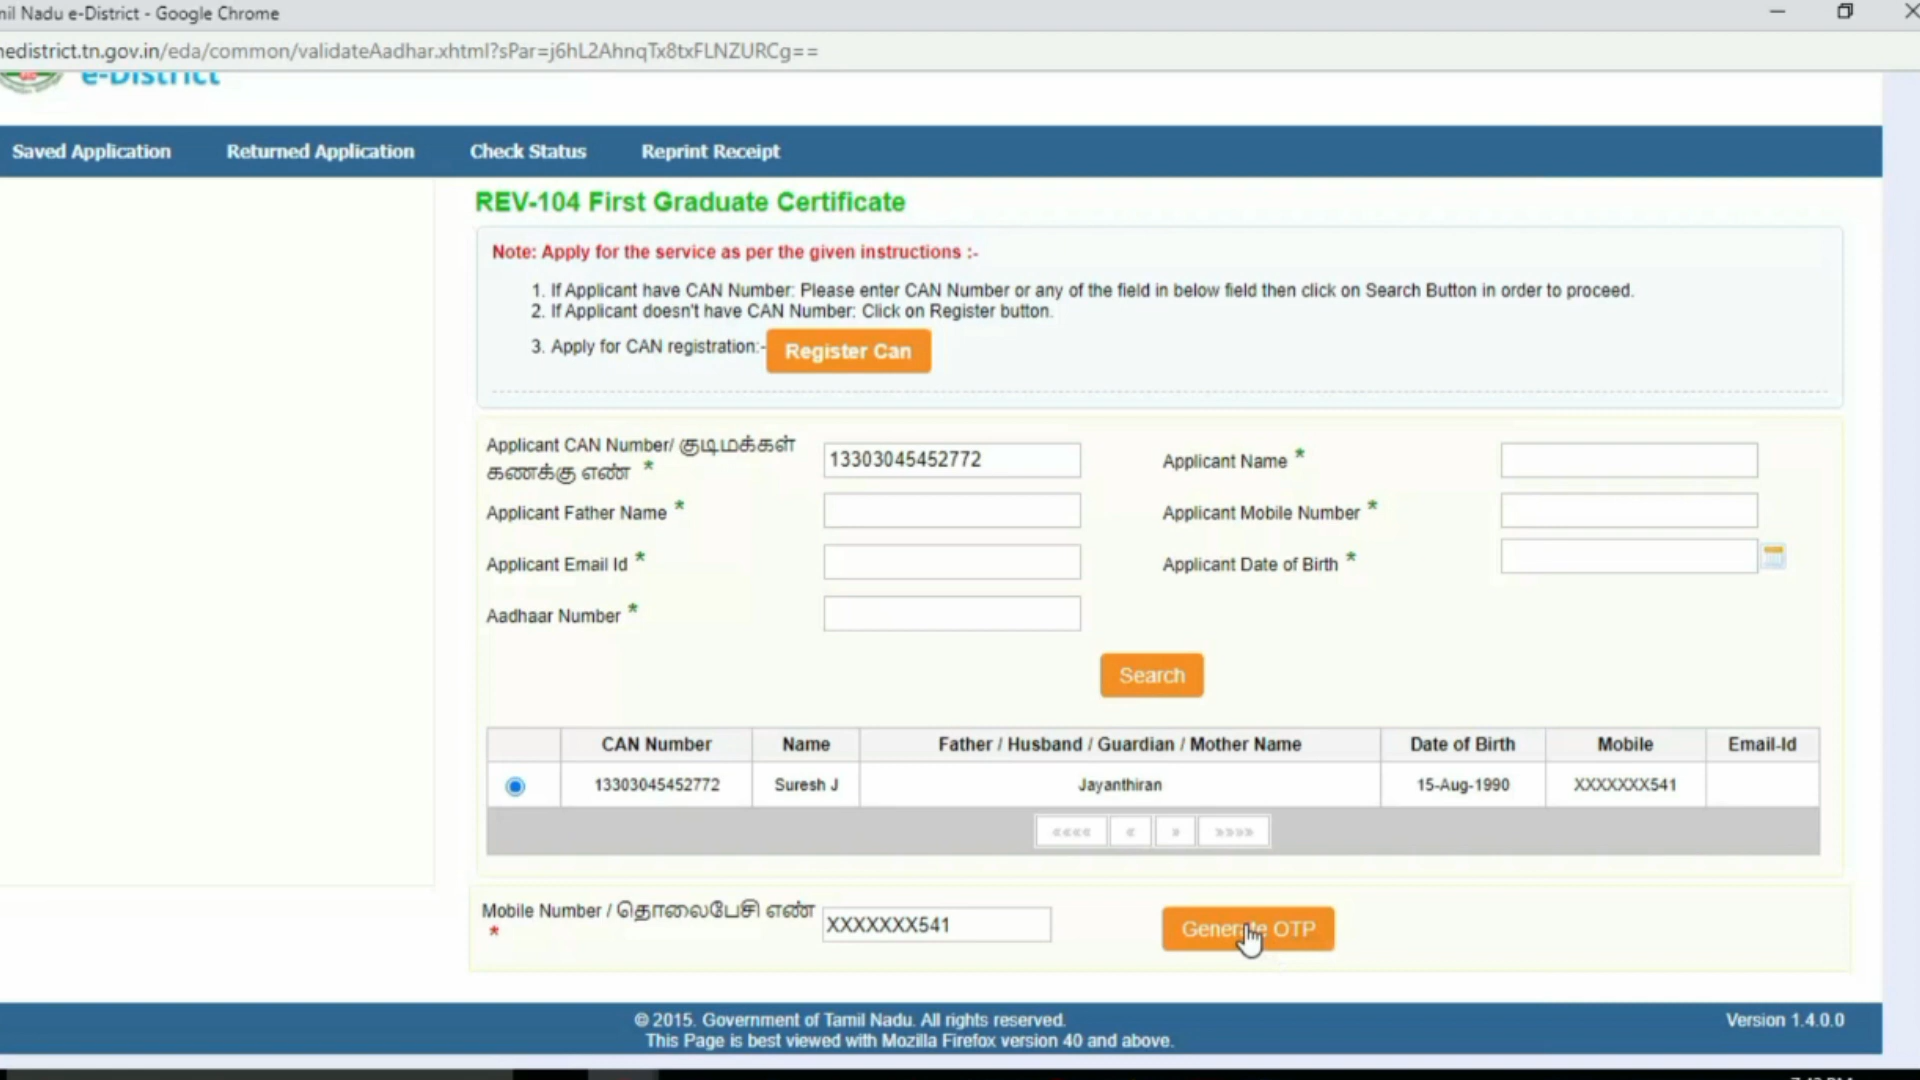 mil Nadu e-District - Google Chrome
nedistrict.tn.gov.in/eda/common/validateAadhar.xhtml?sPar=j6hL2AhnqTx8txFLNZURCg==
e-District
Saved Application Returned Application Check Status Reprint Receipt
REV-104 First Graduate Certificate
Note: Apply for the service as per the given instructions :-
1. If Applicant have CAN Number: Please enter CAN Number or any of the field in below field then click on Search Button in order to proceed.
2. If Applicant doesn't have CAN Number: Click on Register button.
3. Apply for CAN registration:- Register Can
Applicant CAN Number/ குடிமக்கள்
கணக்கு எண் * 13303045452772 Applicant Name *
Applicant Father Name * Applicant Mobile Number *
Applicant Email Id * Applicant Date of Birth *
Aadhaar Number *
Search
CAN Number Name Father / Husband / Guardian / Mother Name Date of Birth Mobile Email-Id
13303045452772 Suresh J Jayanthiran 15-Aug-1990 XXXXXXX541
«««« « » »»»»
Mobile Number / தொலைபேசி எண்
* XXXXXXX541 Generate OTP
© 2015. Government of Tamil Nadu. All rights reserved. Version 1.4.0.0
This Page is best viewed with Mozilla Firefox version 40 and above.